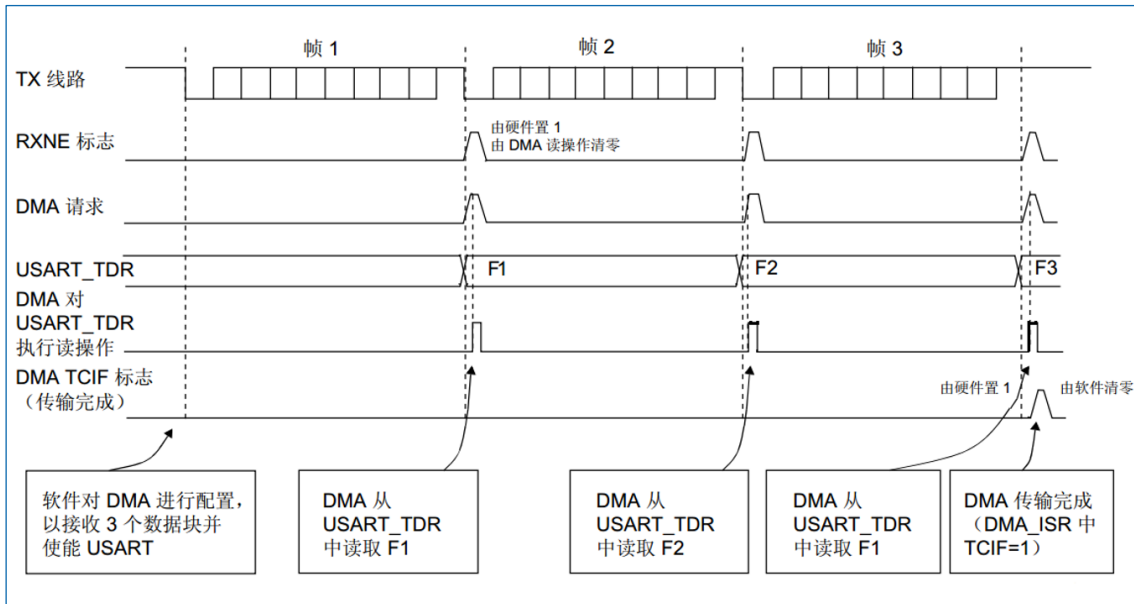 帧 1
帧 2
帧 3
TX 线路
RXNE 标志
由硬件置 1
由 DMA 读操作清零
DMA 请求
USART_TDR
F1
F2
F3
DMA 对
USART_TDR
执行读操作
DMA TCIF 标志
（传输完成）
由硬件置 1
由软件清零
软件对 DMA 进行配置，
以接收 3 个数据块并
使能 USART
DMA 从
USART_TDR
中读取 F1
DMA 从
USART_TDR
中读取 F2
DMA 从
USART_TDR
中读取 F1
DMA 传输完成
（DMA_ISR 中
TCIF=1）